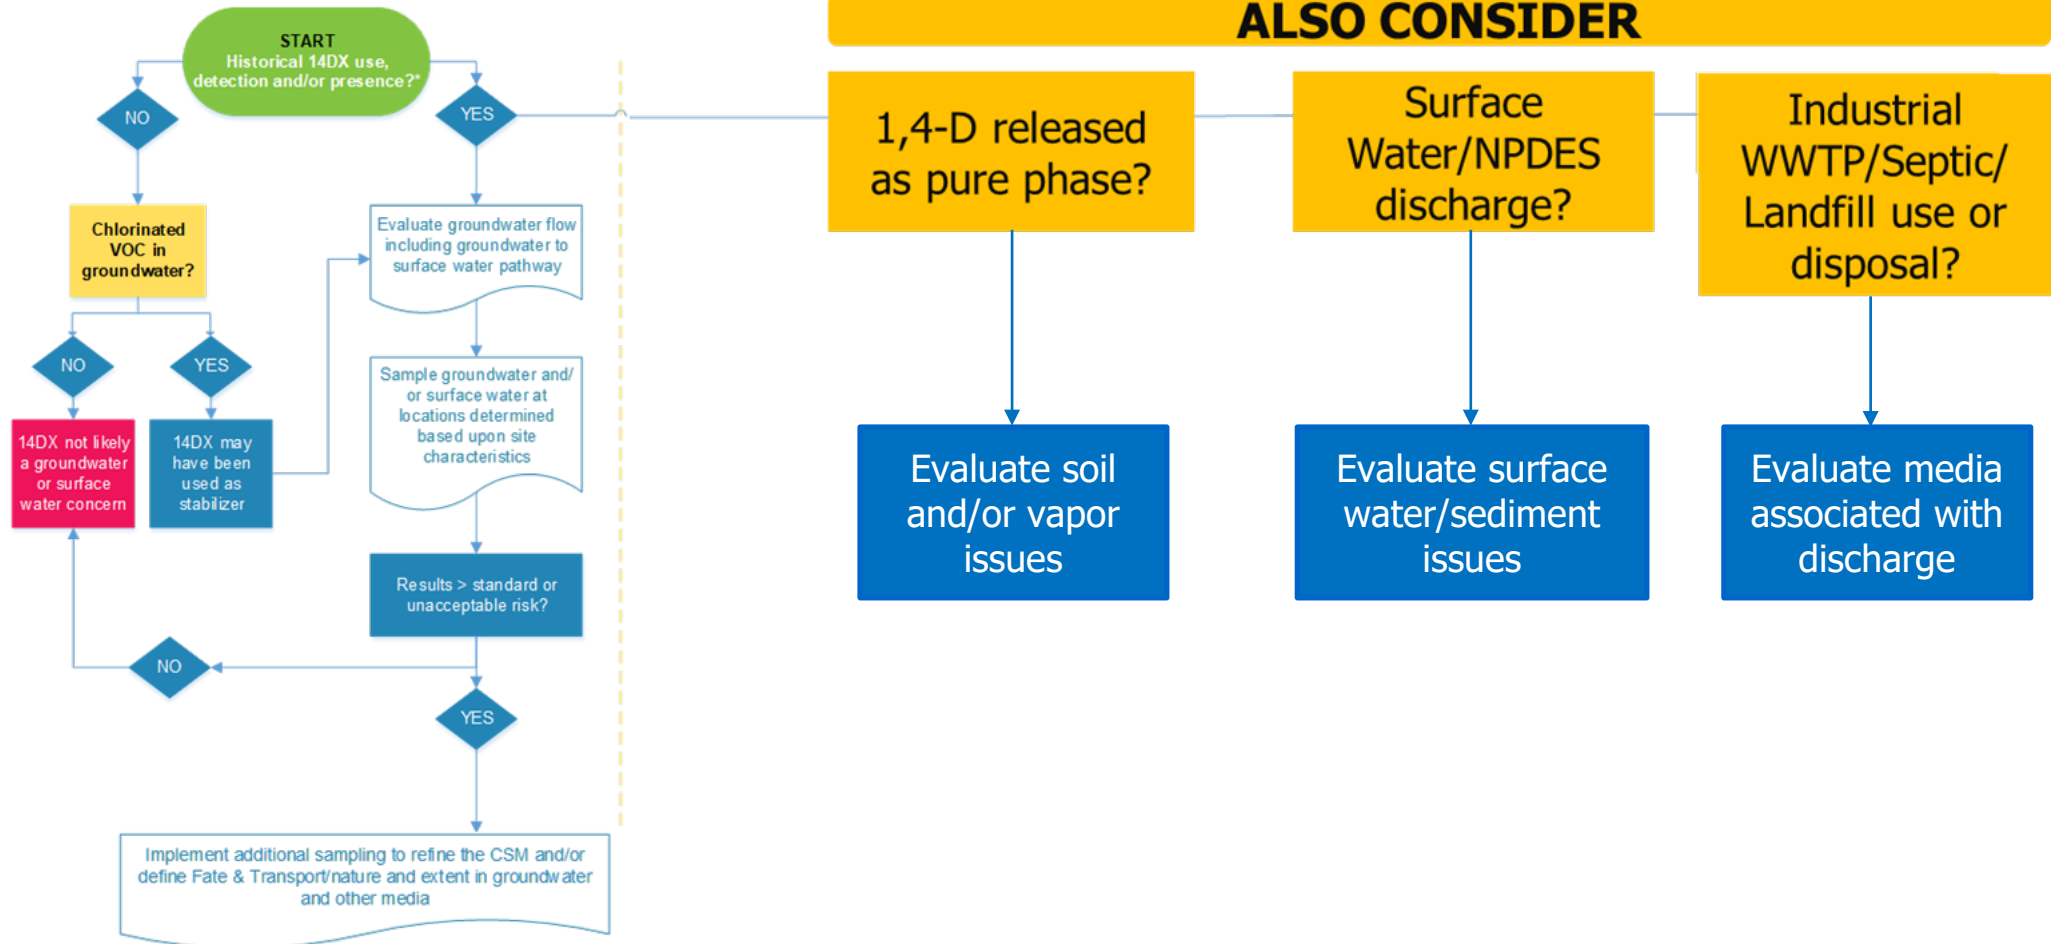 START
Historical 14DX use,
detection and/or presence?*
NO
YES
Chlorinated
VOC in
groundwater?
NO
YES
14DX not likely
a groundwater
or surface
water concern
14DX may
have been
used as
stabilizer
Evaluate groundwater flow
including groundwater to
surface water pathway
Sample groundwater and/
or surface water at
locations determined
based upon site
characteristics
Results > standard or
unacceptable risk?
NO
YES
Implement additional sampling to refine the CSM and/or
define Fate & Transport/nature and extent in groundwater
and other media
ALSO CONSIDER
1,4-D released
as pure phase?
Surface
Water/NPDES
discharge?
Industrial
WWTP/Septic/
Landfill use or
disposal?
Evaluate soil
and/or vapor
issues
Evaluate surface
water/sediment
issues
Evaluate media
associated with
discharge